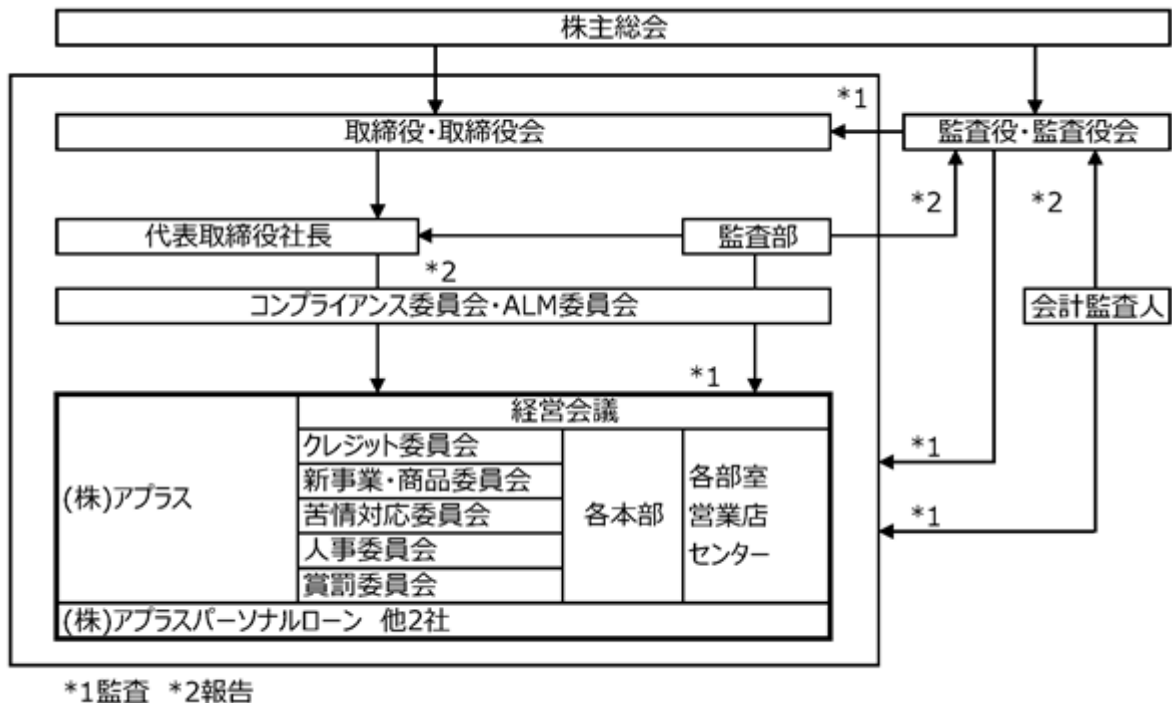 株主総会
*1
取締役・取締役会
監査役・監査役会
*2
*2
代表取締役社長
監査部
*2
コンプライアンス委員会・ALM委員会
会計監査人
*1
経営会議
(株)アプラス
クレジット委員会
新事業・商品委員会
苦情対応委員会
人事委員会
賞罰委員会
各本部
各部室
営業店
センター
*1
*1
(株)アプラスパーソナルローン 他2社
*1監査 *2報告